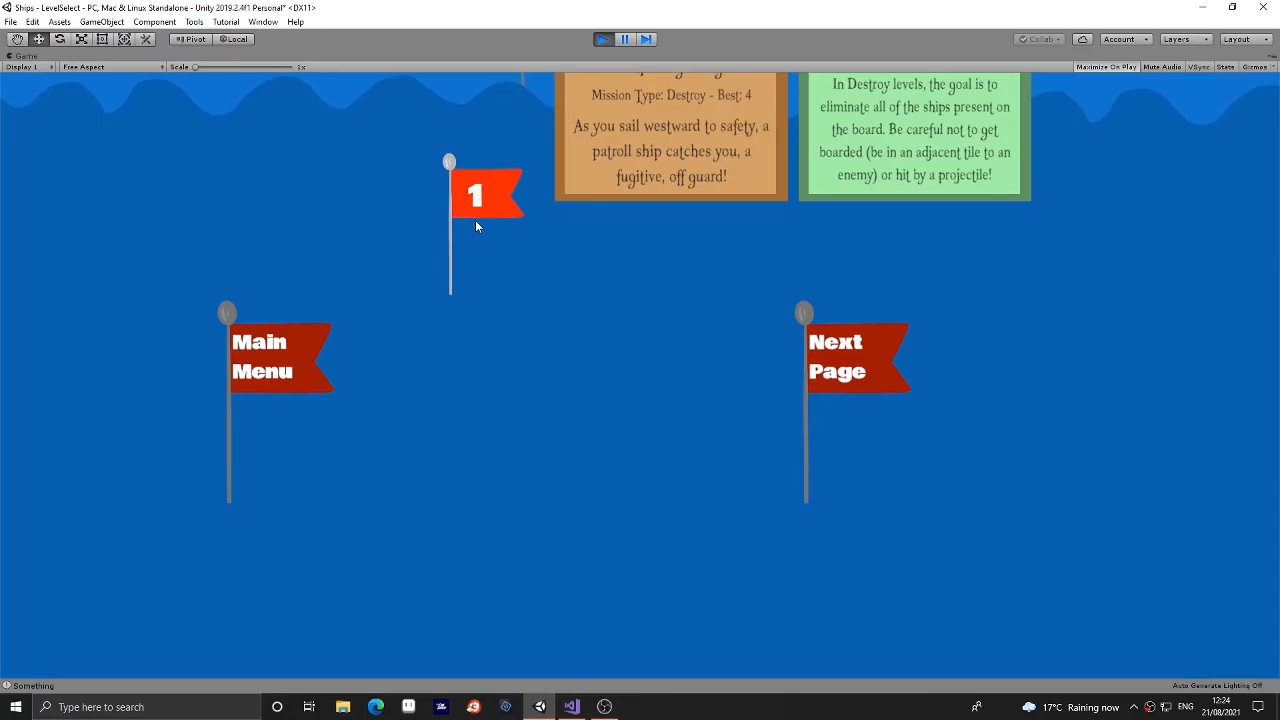 Ships - LevelSelect - PC, Mac & Linux Standalone - Unity 2019.2.4f1 Personal* <DX11>
File Edit Assets GameObject Component Tools Tutorial Window Help
Pivot Local Collab Account Layers Layout
Game
Display 1 Free Aspect Scale 1x Maximize On Play Mute Audio VSync Stats Gizmos
Mission Type: Destroy - Best: 4
As you sail westward to safety, a
patroll ship catches you, a
fugitive, off guard!
In Destroy levels, the goal is to
eliminate all of the ships present on
the board. Be careful not to get
boarded (be in an adjacent tile to an
enemy) or hit by a projectile!
1
Main
Menu
Next
Page
Something
Auto Generate Lighting Off
Type here to search
17°C Raining now
12:24
21/08/2021